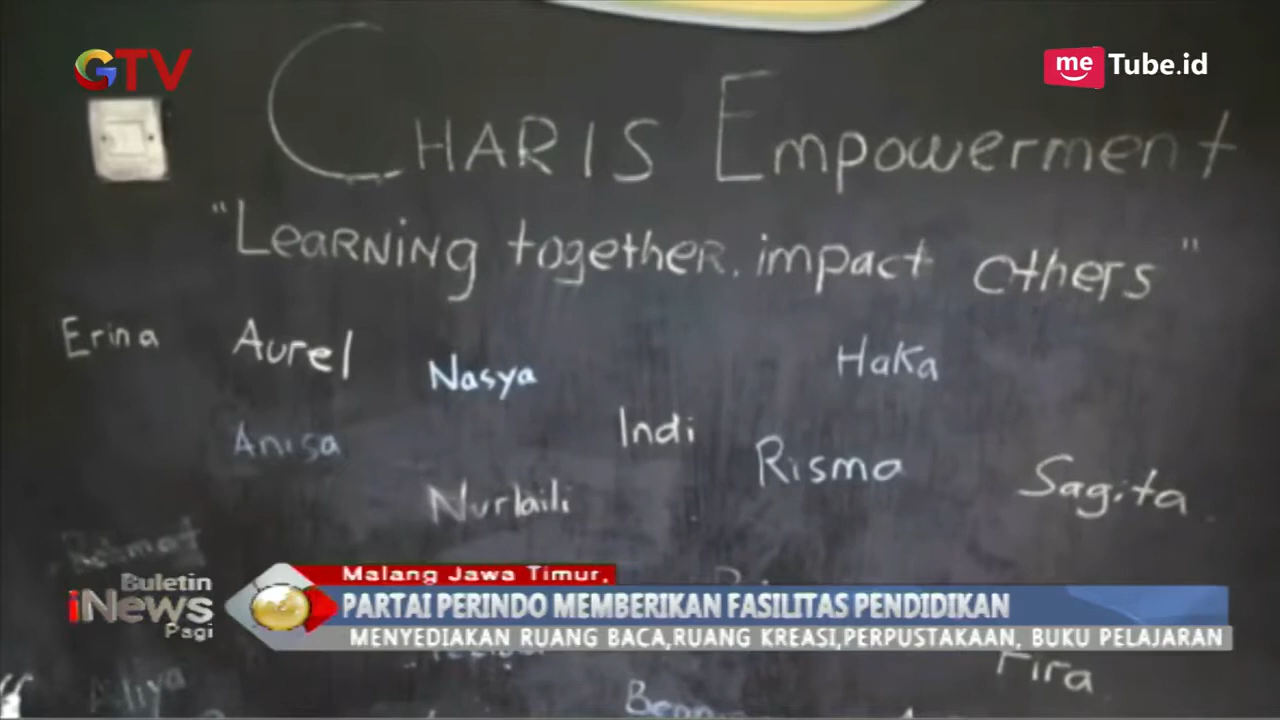 GTV
me Tube.id
CHARIS Empowerment
"Learning together, impact others"
Erina Aurel Nasya Haka
Anisa Indi Risma Sagita
Nurlaili
Rahmat
Malang Jawa Timur,
Buletin
iNews
Pagi
PARTAI PERINDO MEMBERIKAN FASILITAS PENDIDIKAN
MENYEDIAKAN RUANG BACA,RUANG KREASI,PERPUSTAKAAN, BUKU PELAJARAN
Fira